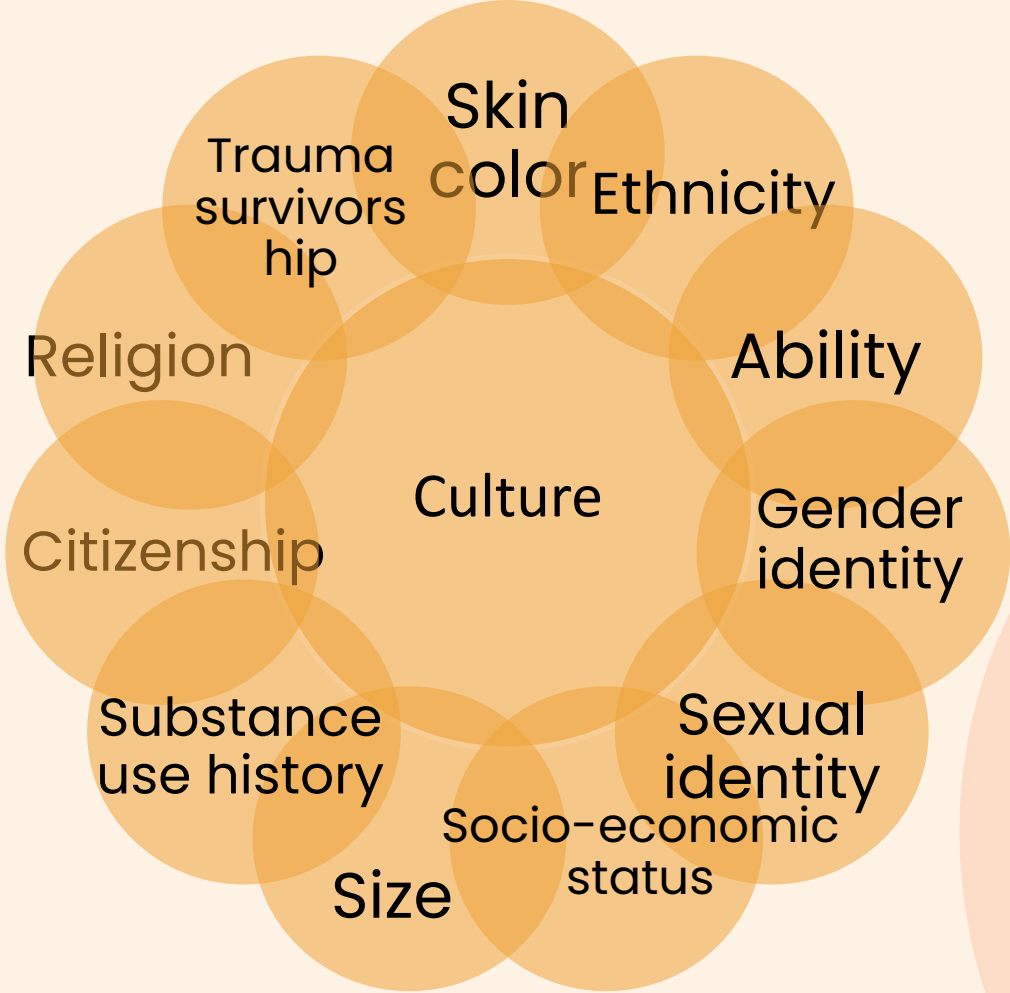 Skin
color
Ethnicity
Ability
Gender
identity
Sexual
identity
Socio-economic
status
Size
Substance
use history
Citizenship
Religion
Trauma
survivors
hip
Culture